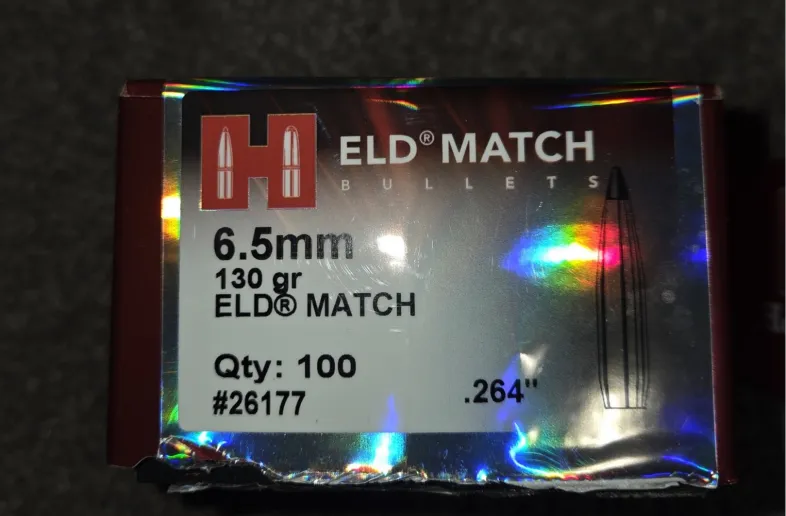 H
ELD® MATCH
BULLETS
6.5mm
130 gr
ELD® MATCH
Qty: 100
#26177
.264"